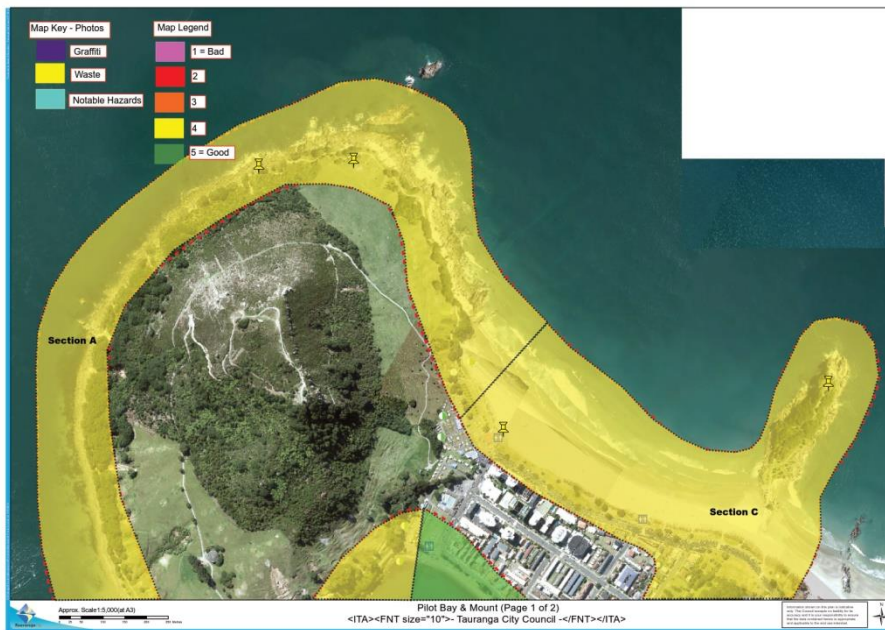 Map Key - Photos
Graffiti
Waste
Notable Hazards
Map Legend
1 = Bad
2
3
4
5 = Good
Section A
Section C
Approx. Scale1:5,000(at A3)
Pilot Bay & Mount (Page 1 of 2)
<ITA><FNT size="10">- Tauranga City Council -</FNT></ITA>